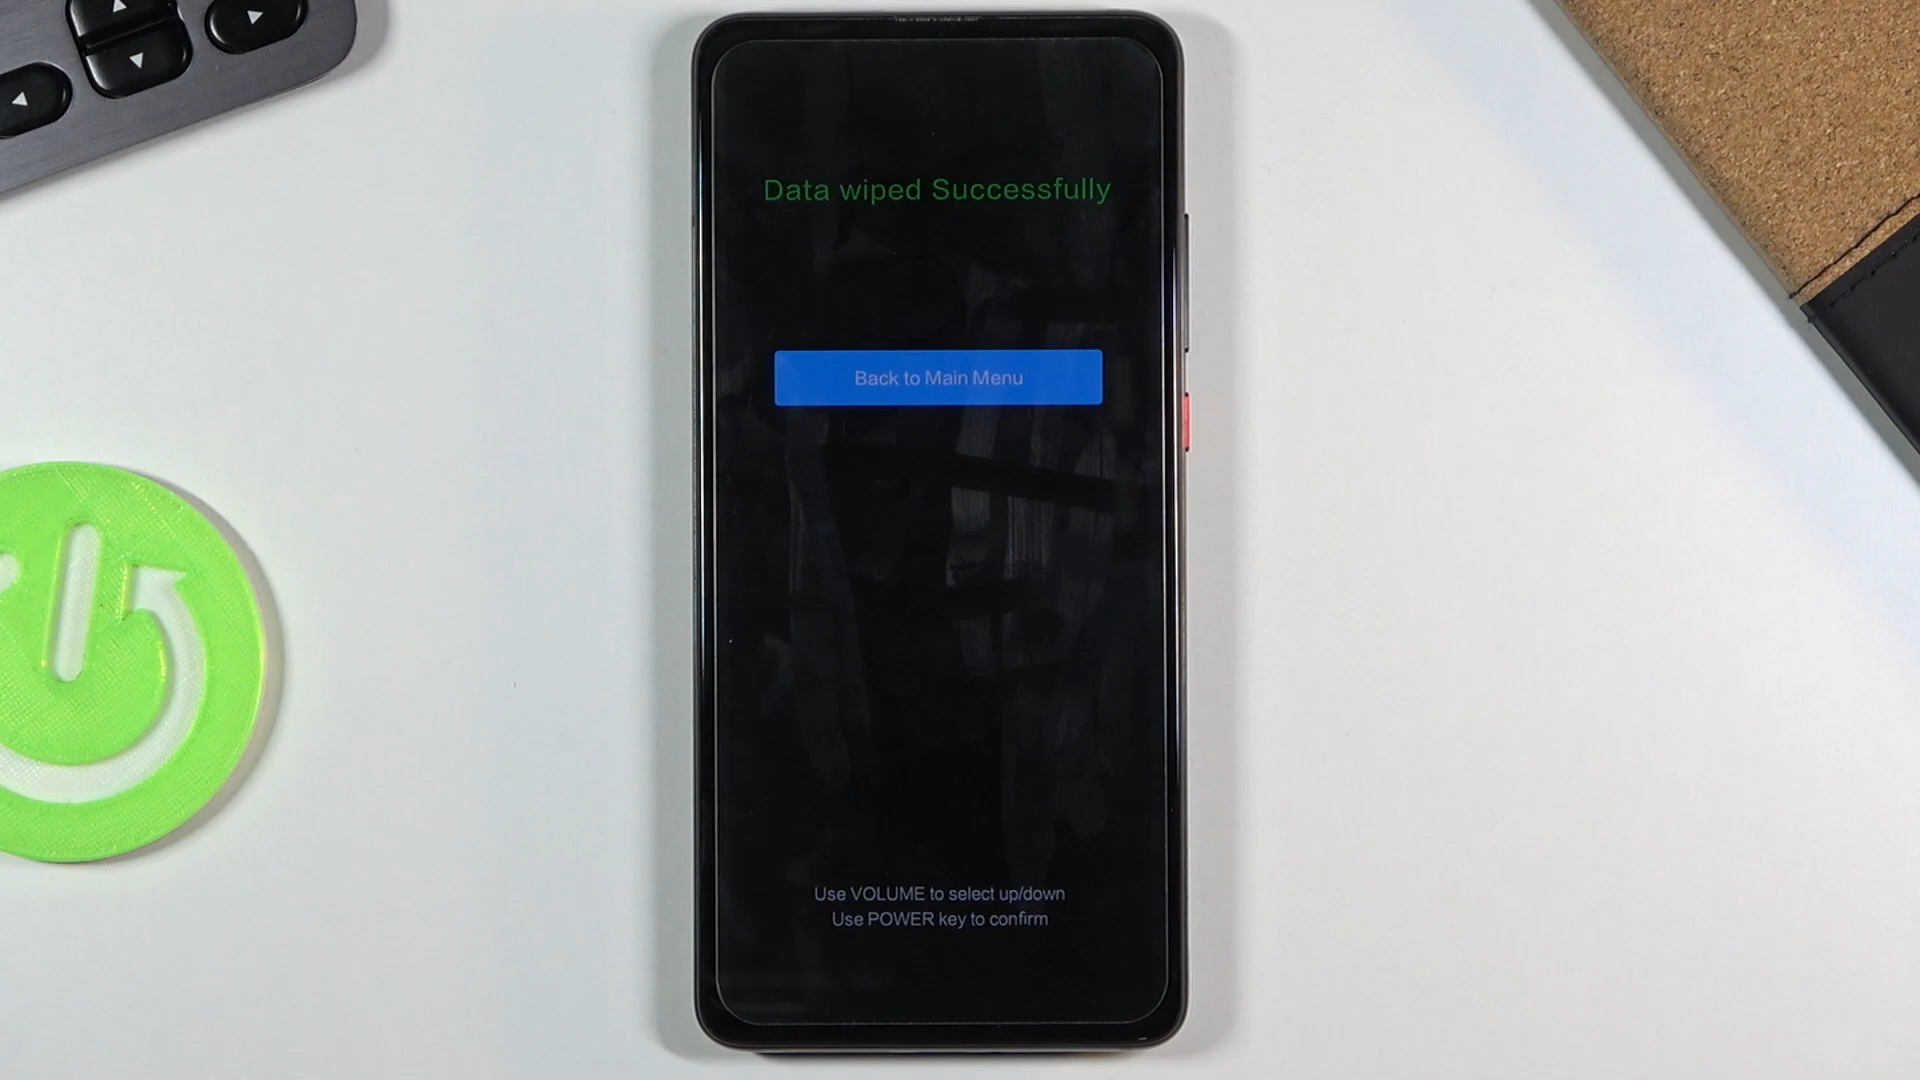 Data wiped Successfully
Back to Main Menu
Use VOLUME to select up/down
Use POWER key to confirm